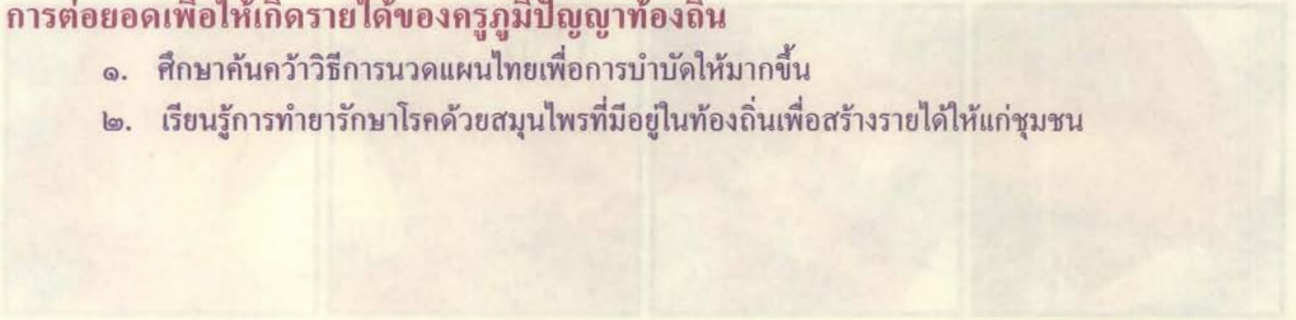 การต่อยอดเพื่อให้เกิดรายได้ของครูภูมิปัญญาท้องถิ่น
๑. ศึกษาค้นคว้าวิธีการนวดแผนไทยเพื่อการบำบัดให้มากขึ้น
๒. เรียนรู้การทำยารักษาโรคด้วยสมุนไพรที่มีอยู่ในท้องถิ่นเพื่อสร้างรายได้ให้แก่ชุมชน